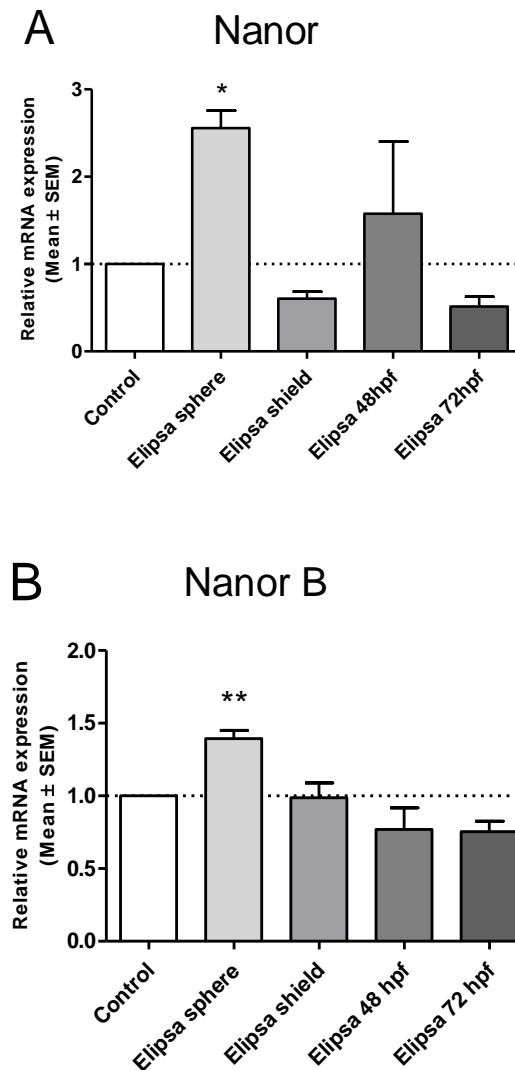 A
Nanor
Relative mRNA expression
(Mean ± SEM)
3
2
1
0
*
Control
Elipsa sphere
Elipsa shield
Elipsa 48hpf
Elipsa 72hpf
B
Nanor B
Relative mRNA expression
(Mean ± SEM)
2.0
1.5
1.0
0.5
0.0
**
Control
Elipsa sphere
Elipsa shield
Elipsa 48 hpf
Elipsa 72 hpf